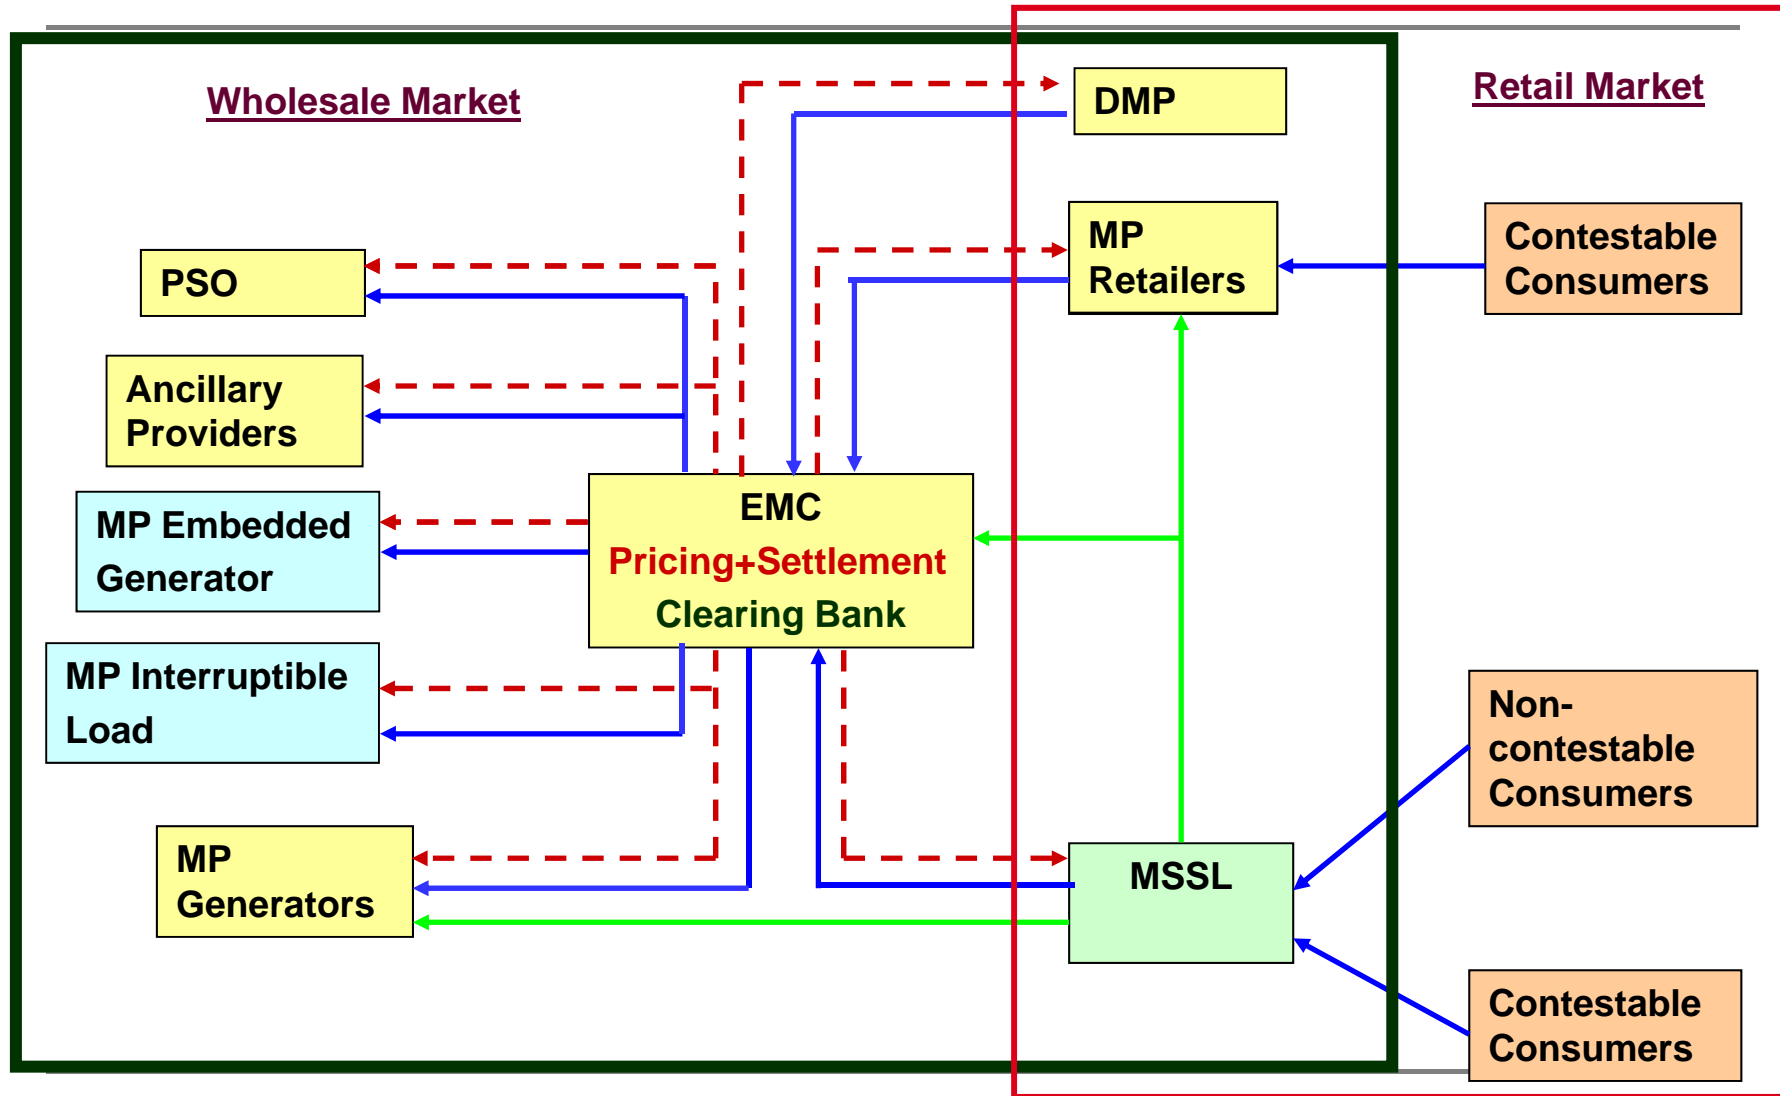 Wholesale Market
Retail Market
DMP
MP
Retailers
Contestable
Consumers
PSO
Ancillary
Providers
MP Embedded
Generator
EMC
Pricing+Settlement
Clearing Bank
MP Interruptible
Load
Non-
contestable
Consumers
MP
Generators
MSSL
Contestable
Consumers